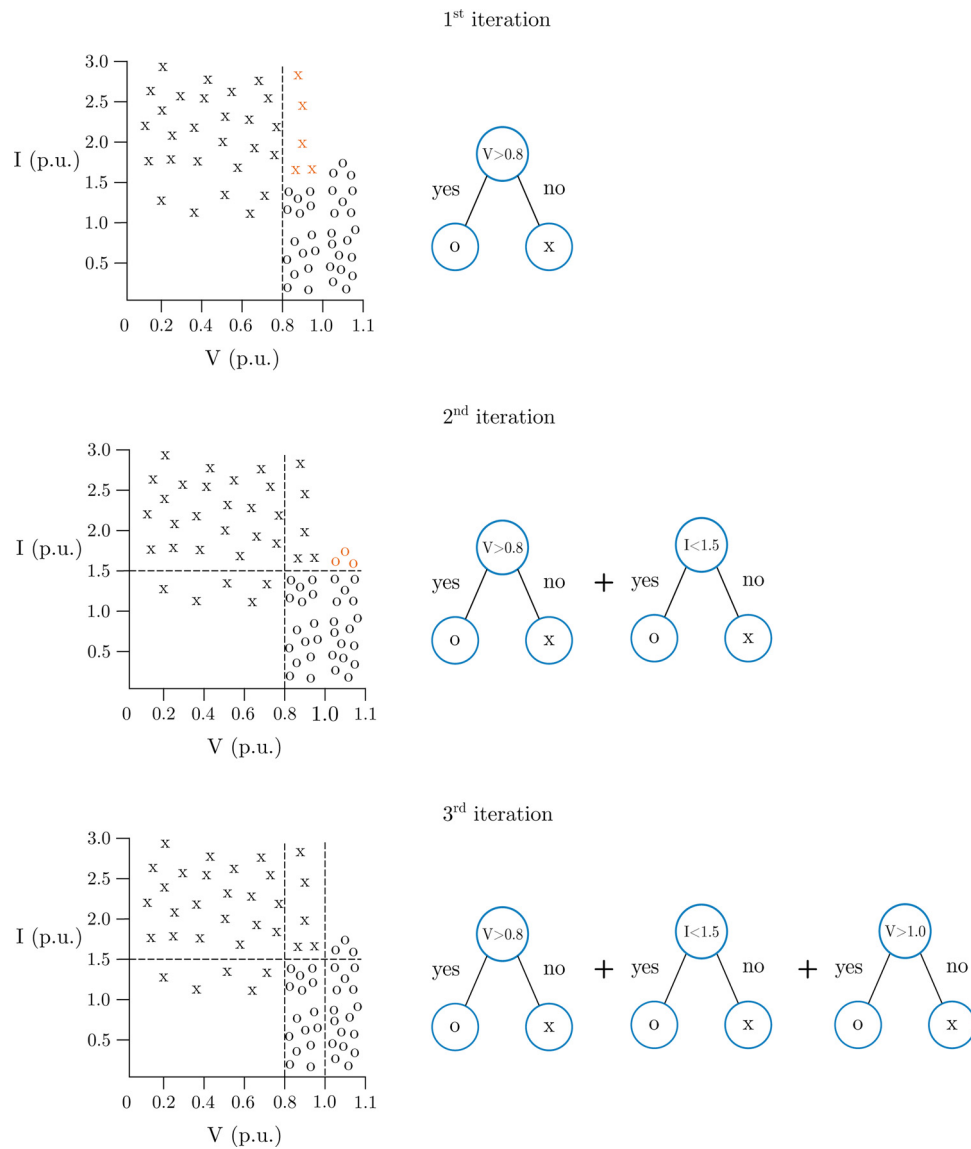 1st iteration
3.0
2.5
2.0
I (p.u.)
1.5
1.0
0.5
0 0.2 0.4 0.6 0.8 1.0 1.1
V (p.u.)
V>0.8
yes no
o x
2nd iteration
3.0
2.5
2.0
I (p.u.)
1.5
1.0
0.5
0 0.2 0.4 0.6 0.8 1.0 1.1
V (p.u.)
V>0.8 I<1.5
yes no + yes no
o x o x
3rd iteration
3.0
2.5
2.0
I (p.u.)
1.5
1.0
0.5
0 0.2 0.4 0.6 0.8 1.0 1.1
V (p.u.)
V>0.8 I<1.5 V>1.0
yes no + yes no + yes no
o x o x o x